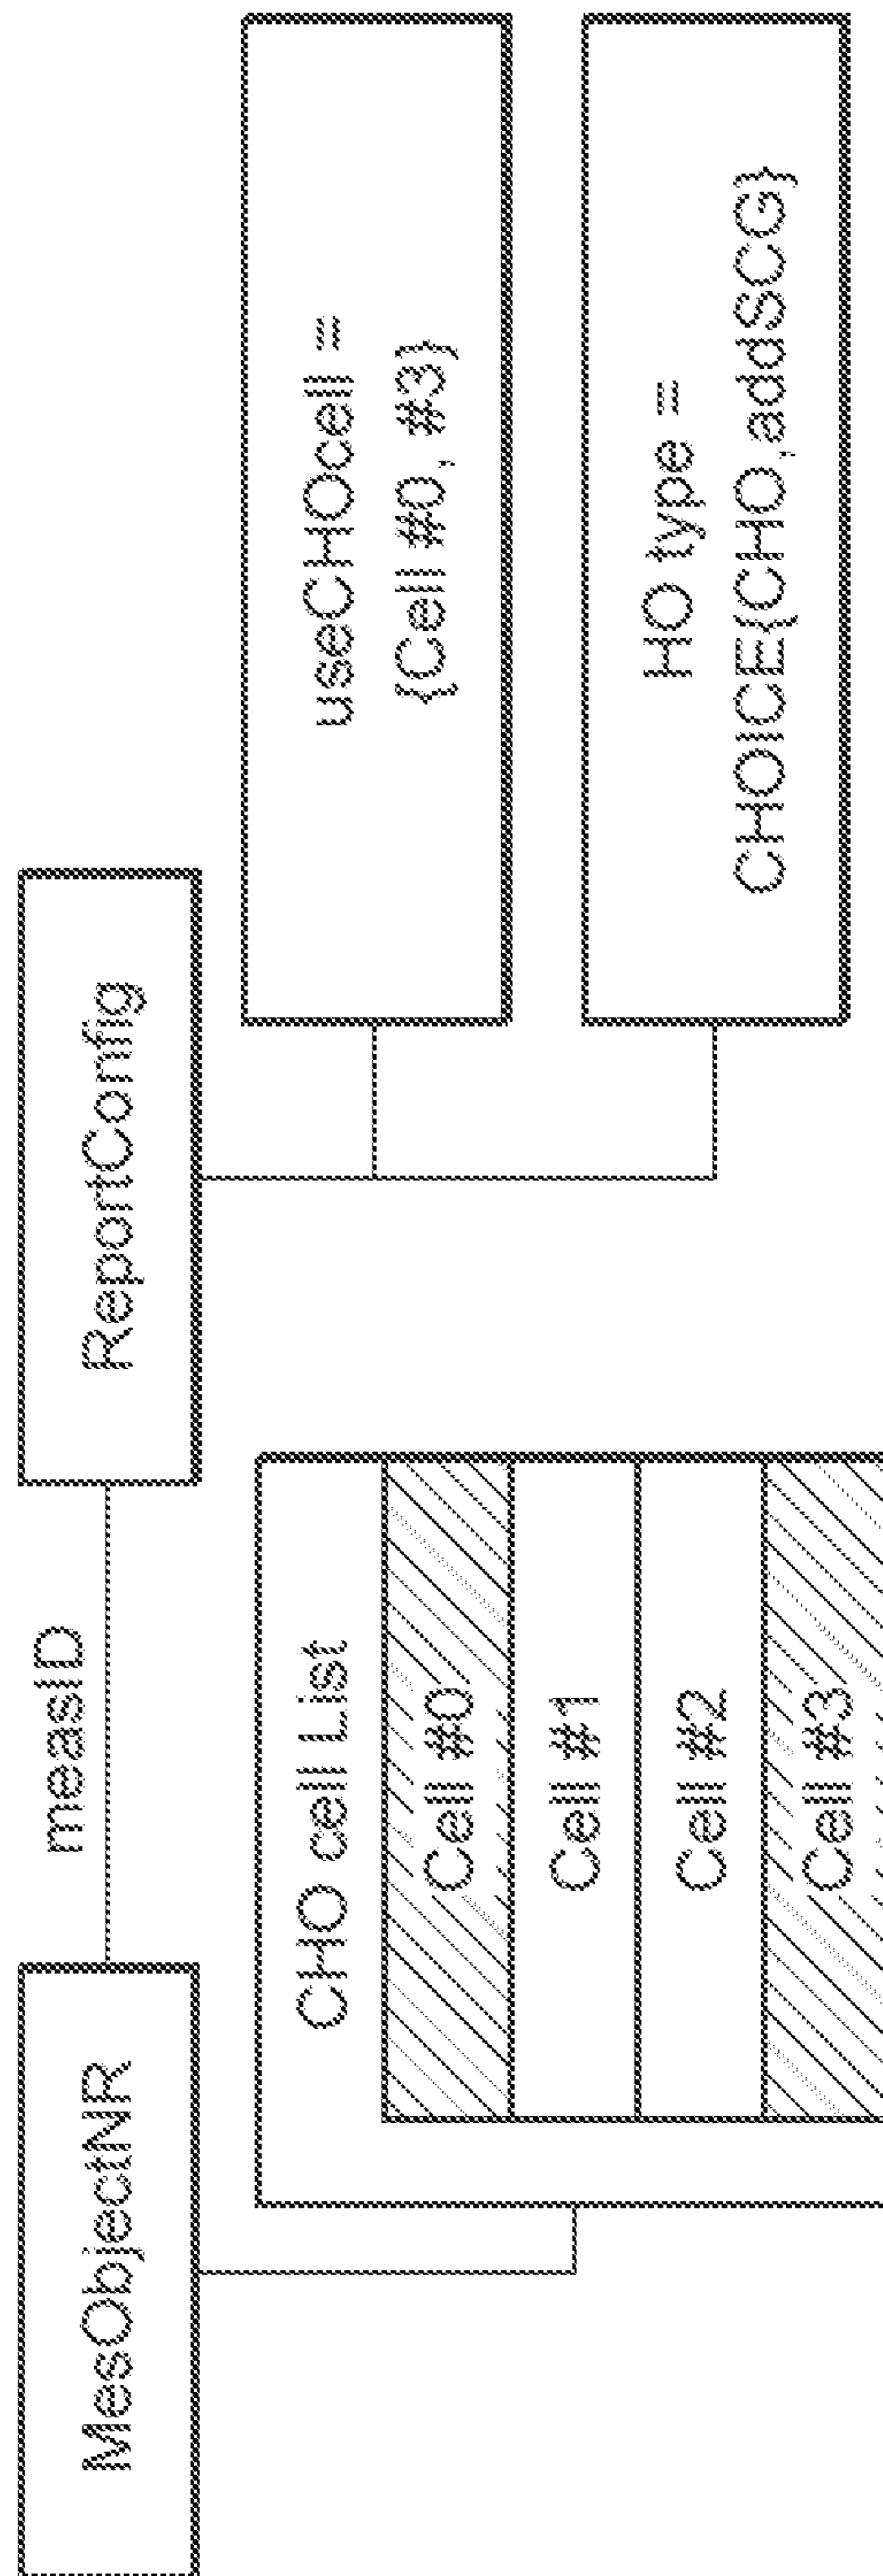 MesObjectNR
measID
ReportConfig
CHO cell List
Cell #0
Cell #1
Cell #2
Cell #3
useCHOcell =
{Cell #0, #3}
HO type =
CHOICE{CHO,addSCG}